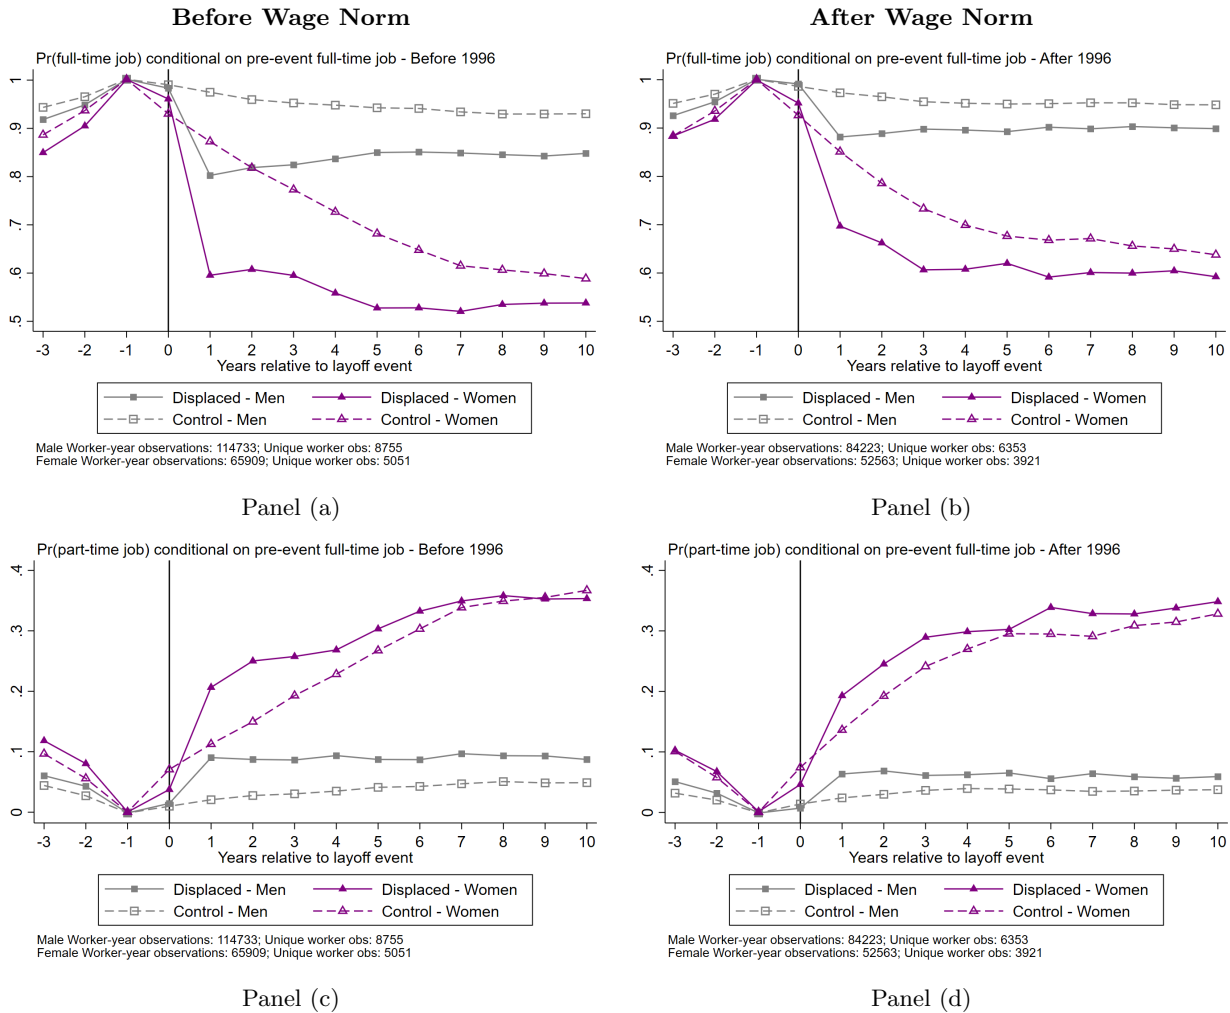 Before Wage Norm
After Wage Norm
Pr(full-time job) conditional on pre-event full-time job - Before 1996
1
.9
.8
.7
.6
.5
-3 -2 -1 0 1 2 3 4 5 6 7 8 9 10
Years relative to layoff event
Displaced - Men
Displaced - Women
Control - Men
Control - Women
Male Worker-year observations: 114733; Unique worker obs: 8755
Female Worker-year observations: 65909; Unique worker obs: 5051
Panel (a)
Pr(full-time job) conditional on pre-event full-time job - After 1996
1
.9
.8
.7
.6
.5
-3 -2 -1 0 1 2 3 4 5 6 7 8 9 10
Years relative to layoff event
Displaced - Men
Displaced - Women
Control - Men
Control - Women
Male Worker-year observations: 84223; Unique worker obs: 6353
Female Worker-year observations: 52563; Unique worker obs: 3921
Panel (b)
Pr(part-time job) conditional on pre-event full-time job - Before 1996
.4
.3
.2
.1
0
-3 -2 -1 0 1 2 3 4 5 6 7 8 9 10
Years relative to layoff event
Displaced - Men
Displaced - Women
Control - Men
Control - Women
Male Worker-year observations: 114733; Unique worker obs: 8755
Female Worker-year observations: 65909; Unique worker obs: 5051
Panel (c)
Pr(part-time job) conditional on pre-event full-time job - After 1996
.4
.3
.2
.1
0
-3 -2 -1 0 1 2 3 4 5 6 7 8 9 10
Years relative to layoff event
Displaced - Men
Displaced - Women
Control - Men
Control - Women
Male Worker-year observations: 84223; Unique worker obs: 6353
Female Worker-year observations: 52563; Unique worker obs: 3921
Panel (d)